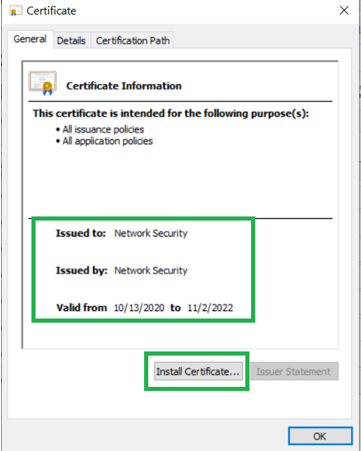 Certificate
General Details Certification Path
Certificate Information
This certificate is intended for the following purpose(s):
• All issuance policies
• All application policies
Issued to: Network Security
Issued by: Network Security
Valid from 10/13/2020 to 11/2/2022
Install Certificate... Issuer Statement
OK